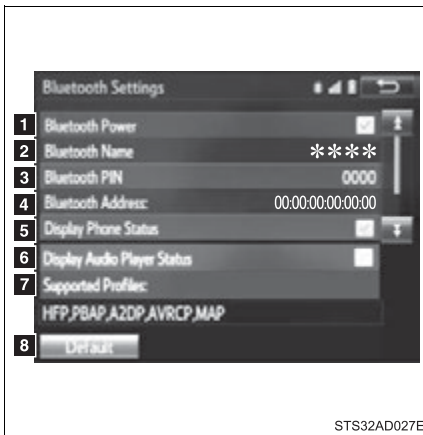 Bluetooth Settings
1 Bluetooth Power
2 Bluetooth Name ****
3 Bluetooth PIN 0000
4 Bluetooth Address: 00:00:00:00:00:00
5 Display Phone Status
6 Display Audio Player Status
7 Supported Profiles:
HFP,PBAP,A2DP,AVRCP,MAP
8 Default
STS32AD027E